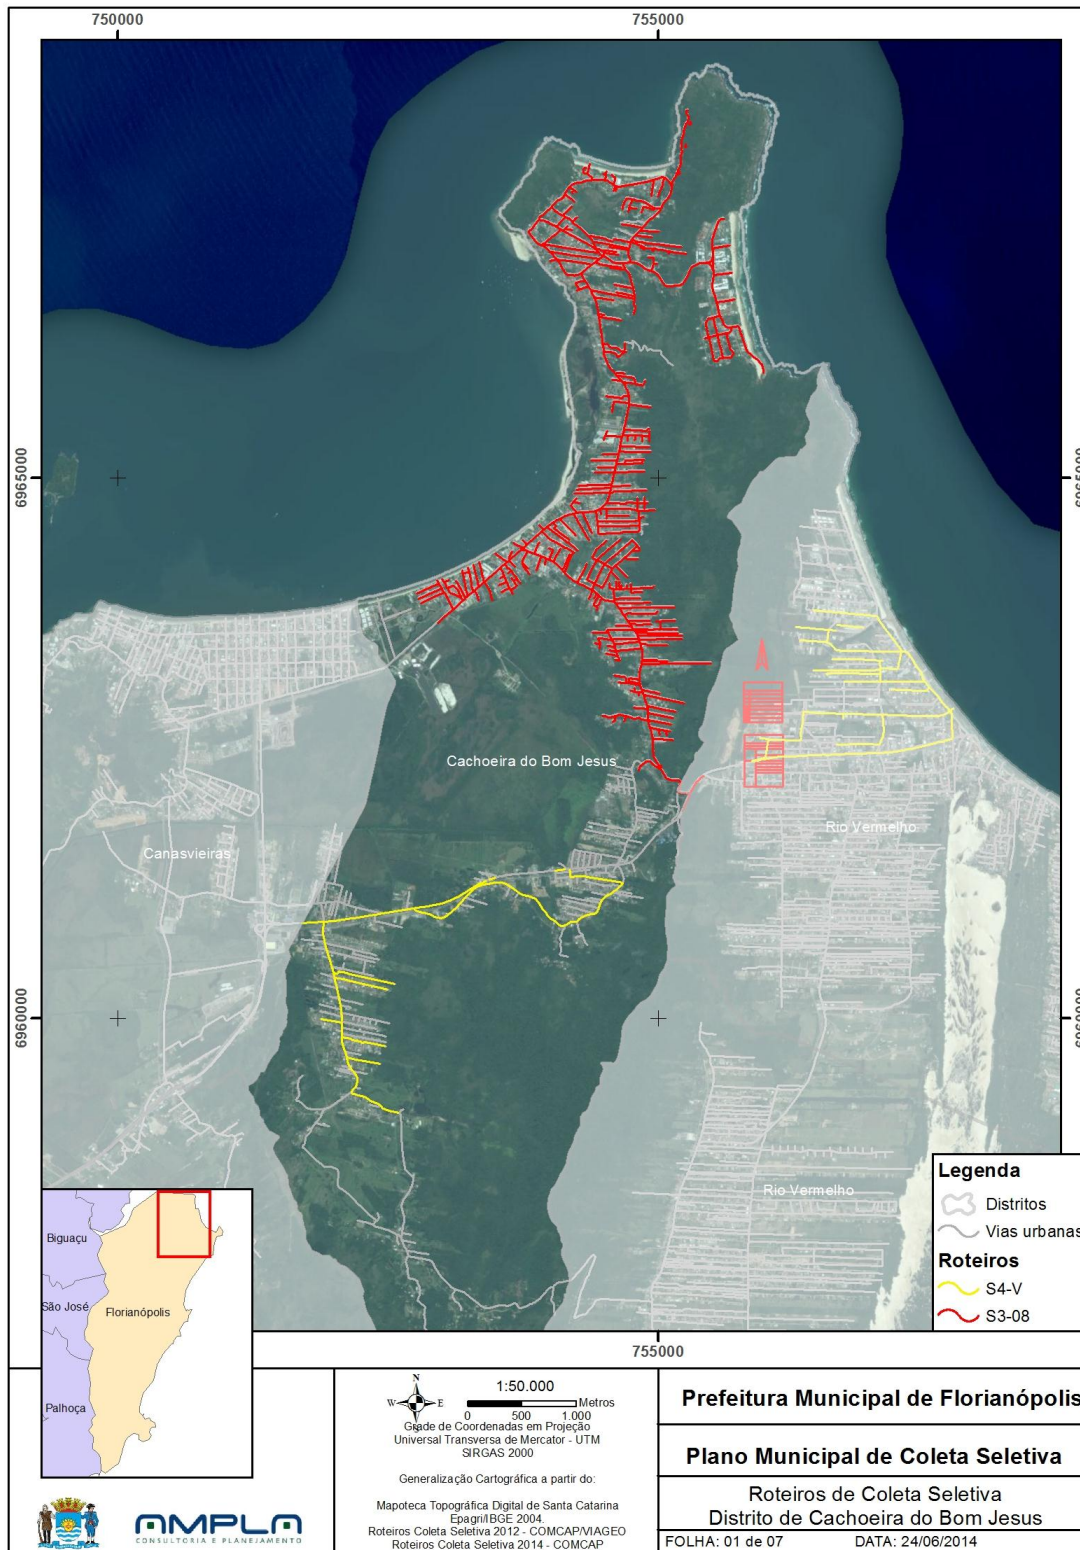 750000
755000
6965000
6965000
Cachoeira do Bom Jesus
Rio Vermelho
Canasvieiras
6960000
6960000
Rio Vermelho
Legenda
Distritos
Vias urbanas
Roteiros
S4-V
S3-08
Biguaçu
São José
Florianópolis
Palhoça
755000
N
W
E
S
1:50.000
Metros
0 500 1.000
Grade de Coordenadas em Projeção
Universal Transversa de Mercator - UTM
SIRGAS 2000
Generalização Cartográfica a partir do:
Mapoteca Topográfica Digital de Santa Catarina
Epagri/IBGE 2004.
Roteiros Coleta Seletiva 2012 - COMCAP/VIAGEO
Roteiros Coleta Seletiva 2014 - COMCAP
AMPLA
CONSULTORIA E PLANEJAMENTO
Prefeitura Municipal de Florianópolis
Plano Municipal de Coleta Seletiva
Roteiros de Coleta Seletiva
Distrito de Cachoeira do Bom Jesus
FOLHA: 01 de 07 DATA: 24/06/2014